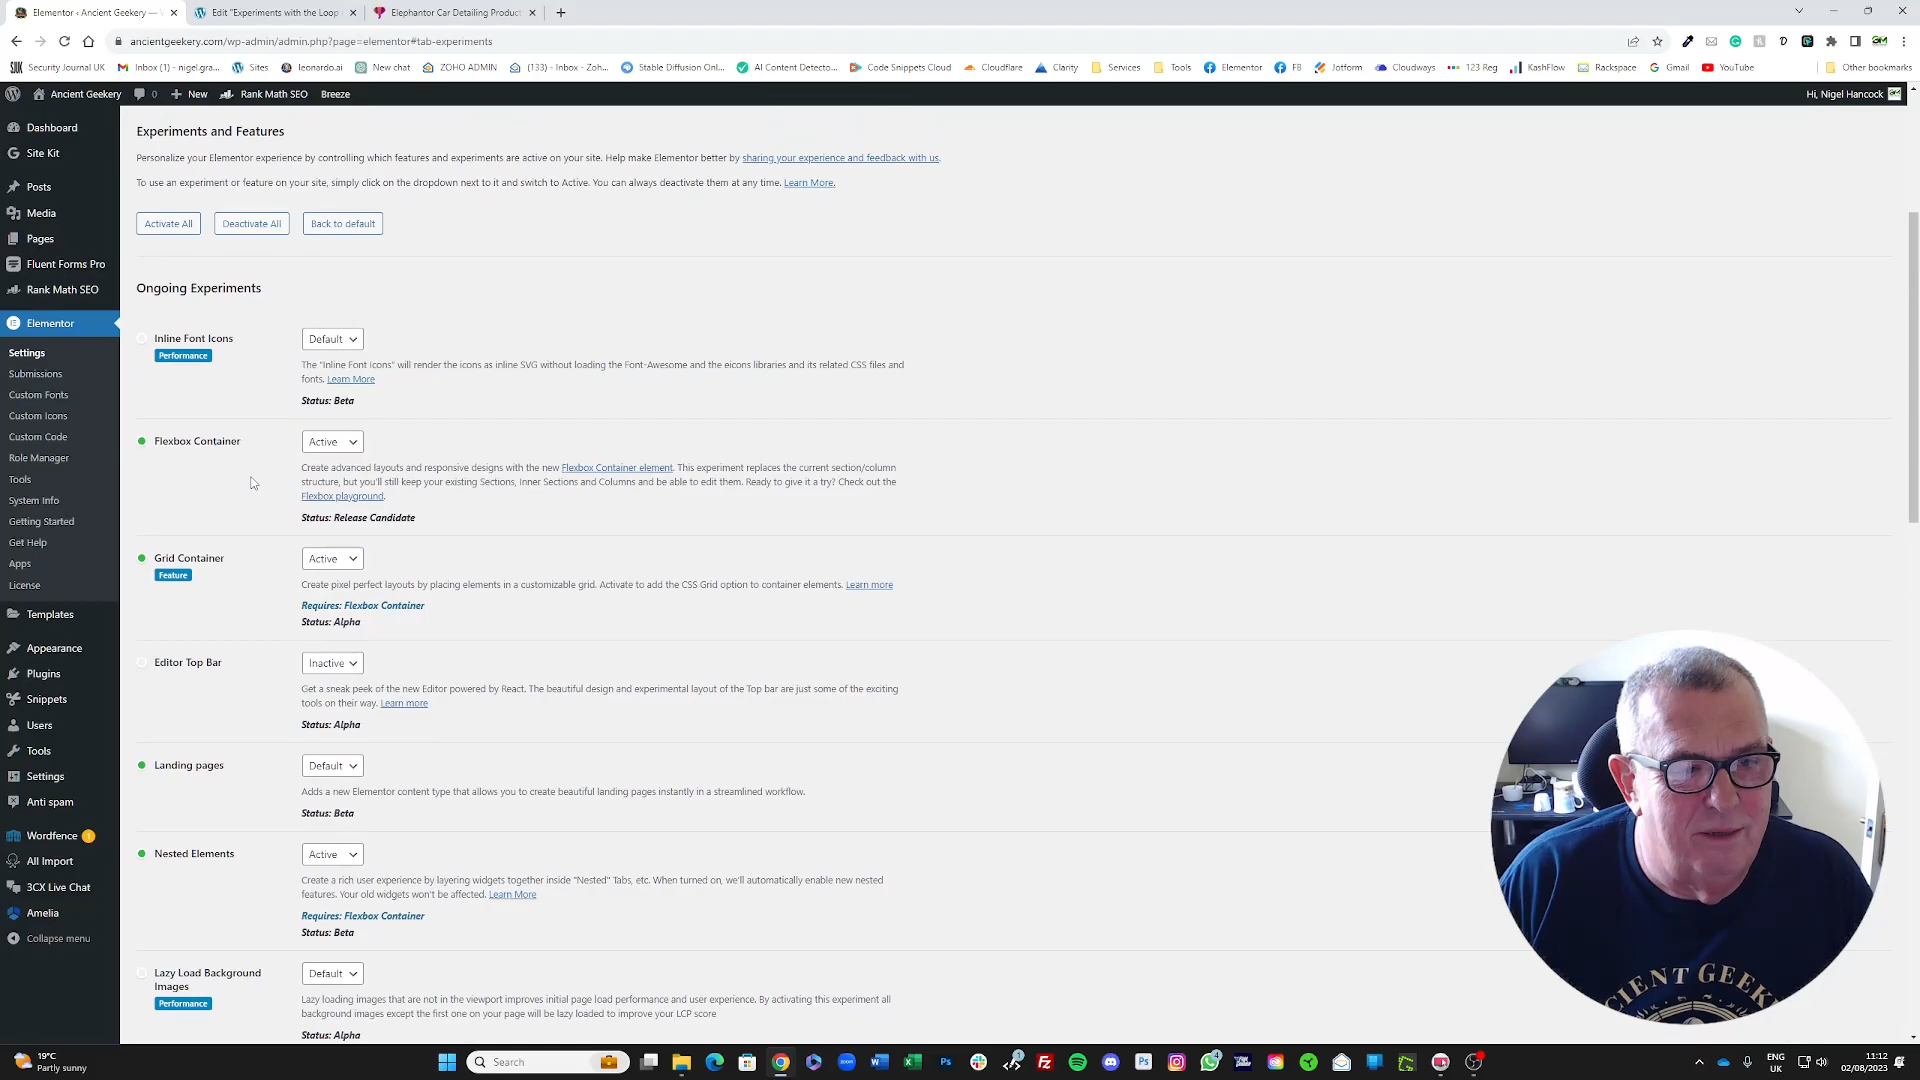 Elementor ‹ Ancient Geekery —
Edit "Experiments with the Loop
Elephantor Car Detailing Product
ancientgeekery.com/wp-admin/admin.php?page=elementor#tab-experiments
SJUK Security Journal UK
Inbox (1) - nigel.gra...
Sites
leonardo.ai
New chat
ZOHO ADMIN
(133) - Inbox - Zoh...
Stable Diffusion Onl...
AI Content Detecto...
Code Snippets Cloud
Cloudflare
Clarity
Services
Tools
Elementor
FB
Jotform
Cloudways
123 Reg
KashFlow
Rackspace
Gmail
YouTube
Other bookmarks
Ancient Geekery
0
New
Rank Math SEO
Breeze
Hi, Nigel Hancock
Dashboard
Site Kit
Posts
Media
Pages
Fluent Forms Pro
Rank Math SEO
Elementor
Settings
Submissions
Custom Fonts
Custom Icons
Custom Code
Role Manager
Tools
System Info
Getting Started
Get Help
Apps
License
Templates
Appearance
Plugins
Snippets
Users
Tools
Settings
Anti spam
Wordfence 1
All Import
3CX Live Chat
Amelia
Collapse menu
Experiments and Features
Personalize your Elementor experience by controlling which features and experiments are active on your site. Help make Elementor better by sharing your experience and feedback with us.
To use an experiment or feature on your site, simply click on the dropdown next to it and switch to Active. You can always deactivate them at any time. Learn More.
Activate All
Deactivate All
Back to default
Ongoing Experiments
Inline Font Icons
Performance
Default
The "Inline Font Icons" will render the icons as inline SVG without loading the Font-Awesome and the eicons libraries and its related CSS files and
fonts. Learn More
Status: Beta
Flexbox Container
Active
Create advanced layouts and responsive designs with the new Flexbox Container element. This experiment replaces the current section/column
structure, but you'll still keep your existing Sections, Inner Sections and Columns and be able to edit them. Ready to give it a try? Check out the
Flexbox playground.
Status: Release Candidate
Grid Container
Feature
Active
Create pixel perfect layouts by placing elements in a customizable grid. Activate to add the CSS Grid option to container elements. Learn more
Requires: Flexbox Container
Status: Alpha
Editor Top Bar
Inactive
Get a sneak peek of the new Editor powered by React. The beautiful design and experimental layout of the Top bar are just some of the exciting
tools on their way. Learn more
Status: Alpha
Landing pages
Default
Adds a new Elementor content type that allows you to create beautiful landing pages instantly in a streamlined workflow.
Status: Beta
Nested Elements
Active
Create a rich user experience by layering widgets together inside "Nested" Tabs, etc. When turned on, we'll automatically enable new nested
features. Your old widgets won't be affected. Learn More
Requires: Flexbox Container
Status: Beta
Lazy Load Background
Images
Performance
Default
Lazy loading images that are not in the viewport improves initial page load performance and user experience. By activating this experiment all
background images except the first one on your page will be lazy loaded to improve your LCP score
Status: Alpha
CIENT GEEK
19°C
Partly sunny
Search
ENG
UK
11:12
02/08/2023